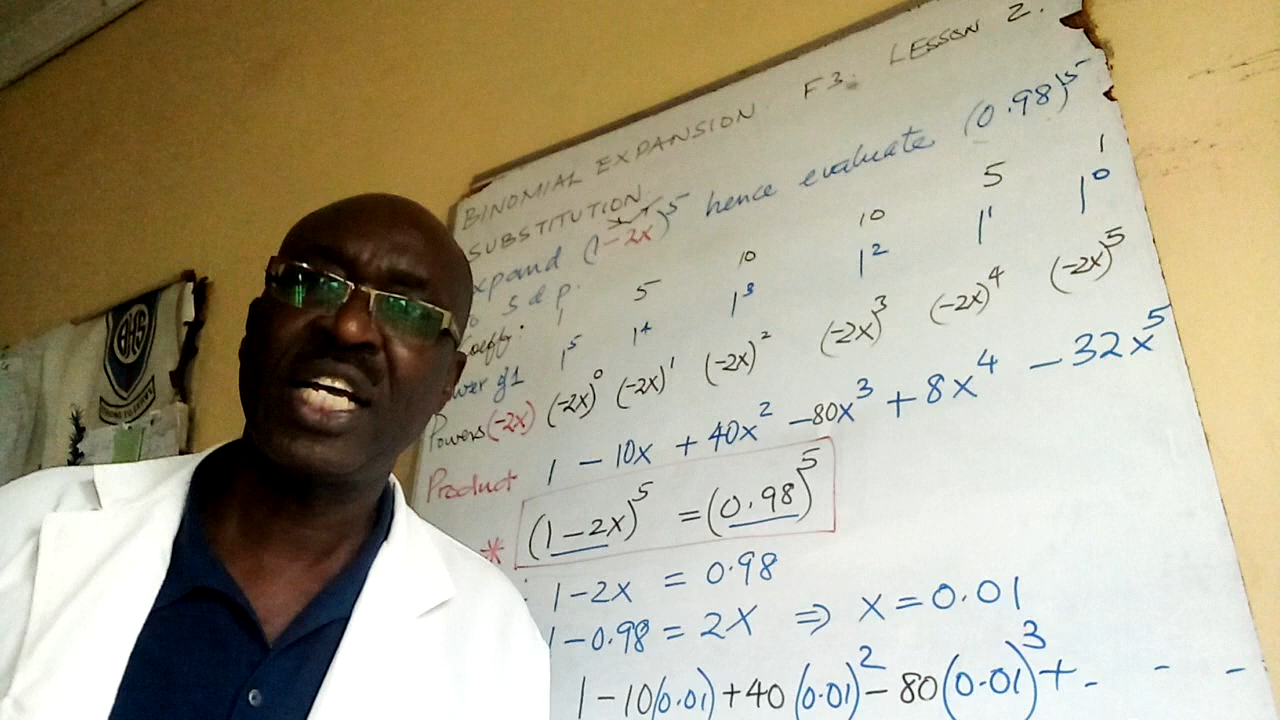 BINOMIAL EXPANSION F3. LESSON 2.
SUBSTITUTION
xpand (1-2x)^5 hence evaluate (0.98)^5
o 5 d p.
Coeffs: 1 5 10 10 5 1
ower of 1 1^5 1^4 1^3 1^2 1^1 1^0
Powers (-2x) (-2x)^0 (-2x)^1 (-2x)^2 (-2x)^3 (-2x)^4 (-2x)^5
Product 1 - 10x + 40x^2 - 80x^3 + 8x^4 - 32x^5
* (1-2x)^5 = (0.98)^5
: 1-2x = 0.98
1-0.98 = 2x ⇒ x = 0.01
1-10(0.01)+40(0.01)^2-80(0.01)^3+- - -
AHS